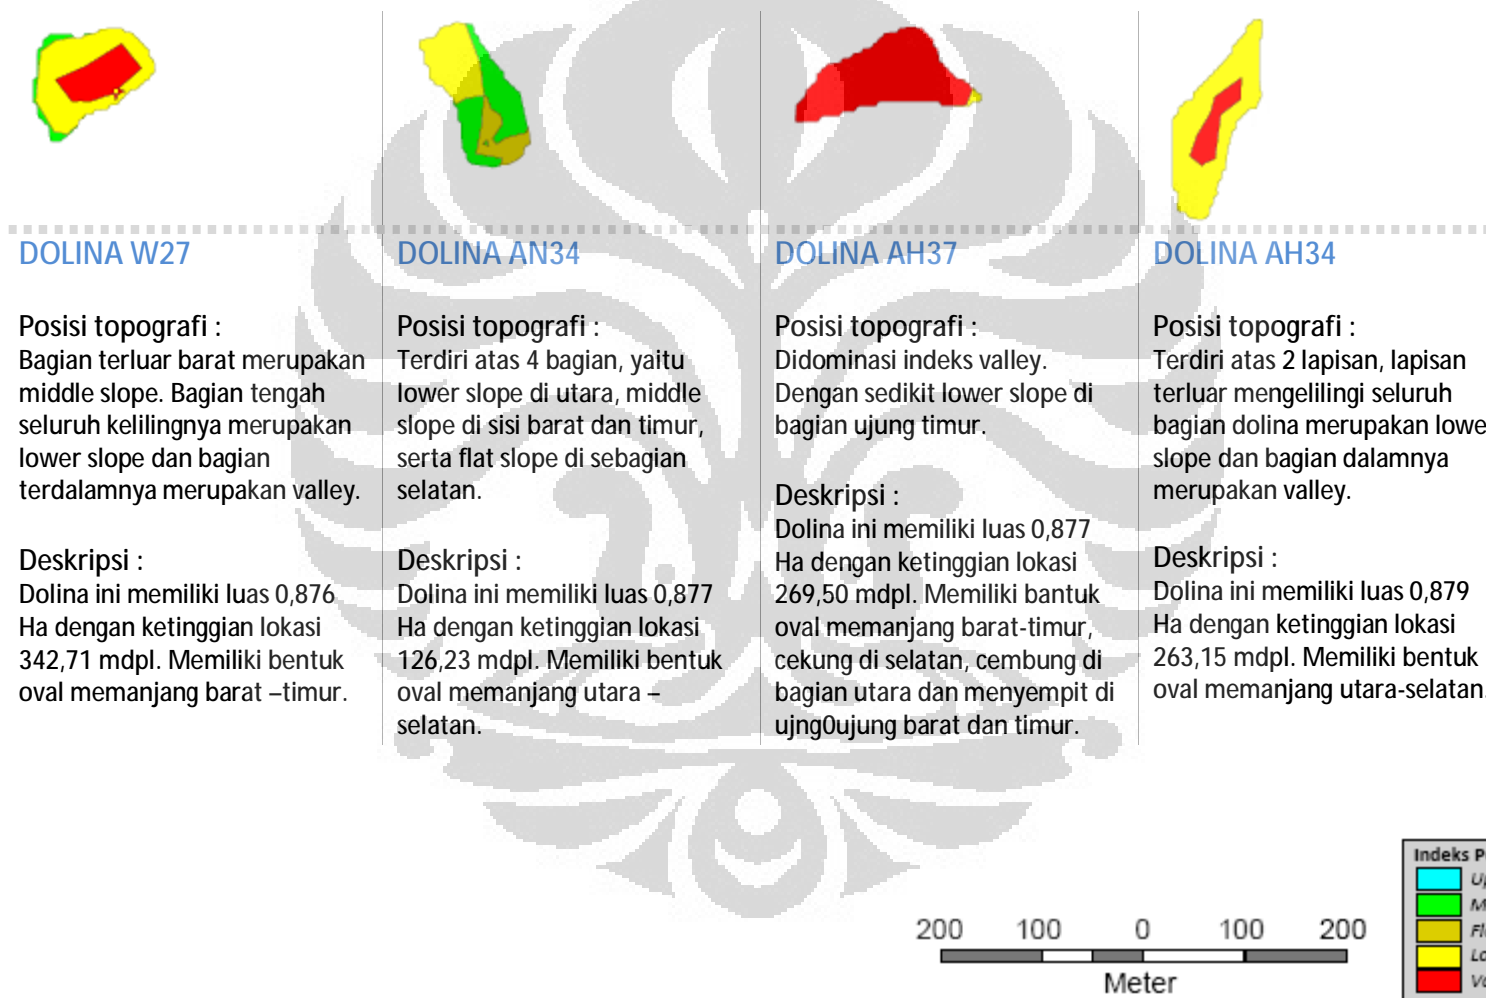 DOLINA W27
Posisi topografi :
Bagian terluar barat merupakan
middle slope. Bagian tengah
seluruh kelilingnya merupakan
lower slope dan bagian
terdalamnya merupakan valley.
Deskripsi :
Dolina ini memiliki luas 0,876
Ha dengan ketinggian lokasi
342,71 mdpl. Memiliki bentuk
oval memanjang barat –timur.
DOLINA AN34
Posisi topografi :
Terdiri atas 4 bagian, yaitu
lower slope di utara, middle
slope di sisi barat dan timur,
serta flat slope di sebagian
selatan.
Deskripsi :
Dolina ini memiliki luas 0,877
Ha dengan ketinggian lokasi
126,23 mdpl. Memiliki bentuk
oval memanjang utara –
selatan.
DOLINA AH37
Posisi topografi :
Didominasi indeks valley.
Dengan sedikit lower slope di
bagian ujung timur.
Deskripsi :
Dolina ini memiliki luas 0,877
Ha dengan ketinggian lokasi
269,50 mdpl. Memiliki bantuk
oval memanjang barat-timur,
cekung di selatan, cembung di
bagian utara dan menyempit di
ujng0ujung barat dan timur.
DOLINA AH34
Posisi topografi :
Terdiri atas 2 lapisan, lapisan
terluar mengelilingi seluruh
bagian dolina merupakan lowe
slope dan bagian dalamnya
merupakan valley.
Deskripsi :
Dolina ini memiliki luas 0,879
Ha dengan ketinggian lokasi
263,15 mdpl. Memiliki bentuk
oval memanjang utara-selatan.
200 100 0 100 200
Meter
Indeks